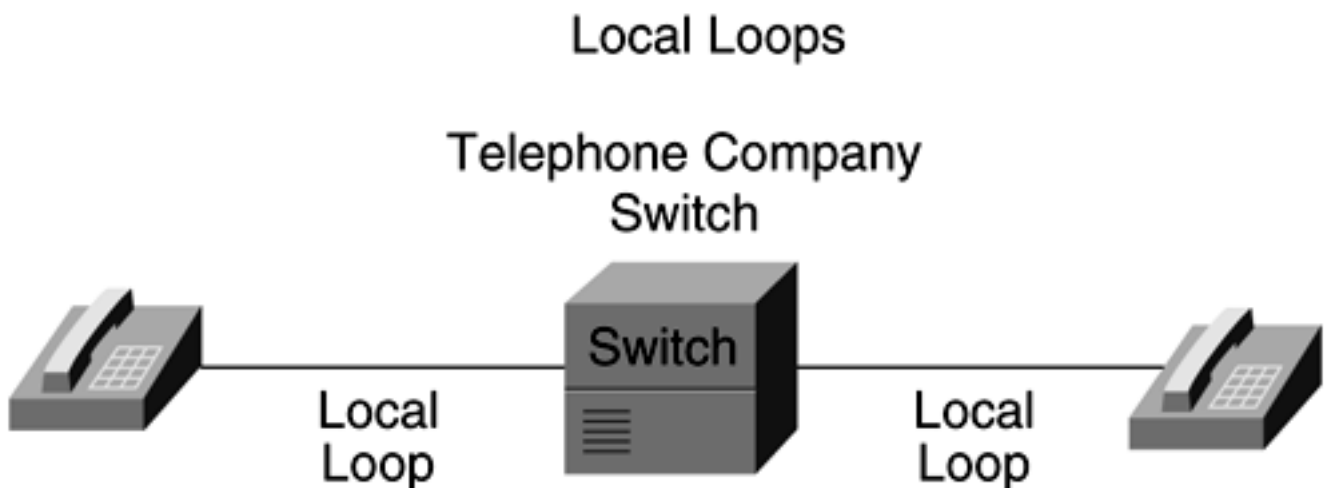 Local Loops
Telephone Company
Switch
Switch
Local
Loop
Local
Loop